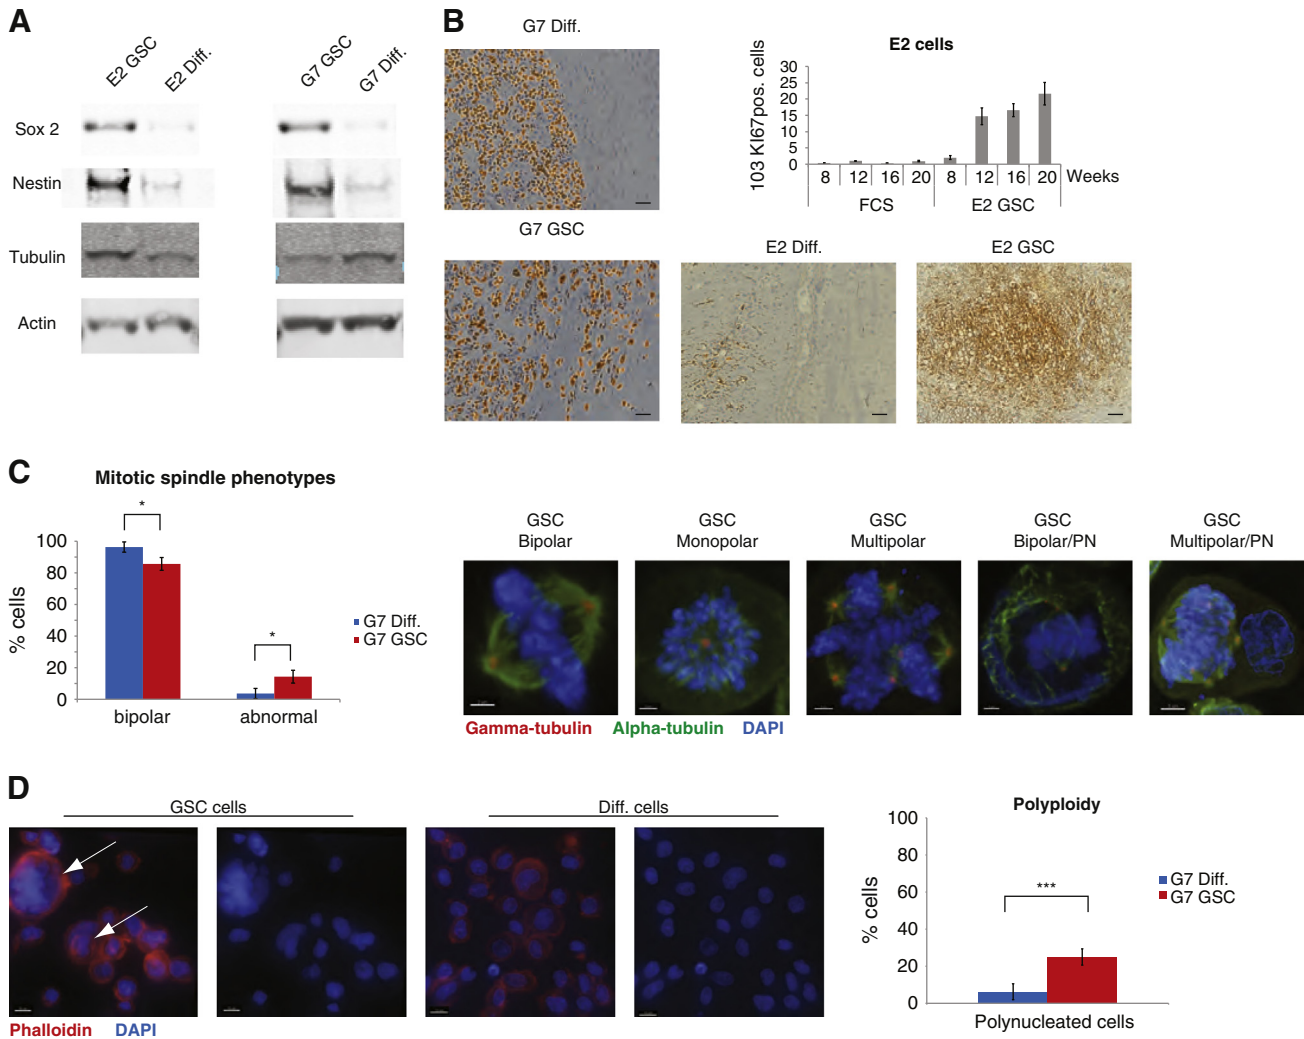 A
E2 GSC
E2 Diff.
G7 GSC
G7 Diff.
Sox 2
Nestin
Tubulin
Actin
B
G7 Diff.
G7 GSC
E2 cells
103 KI67pos. cells
30
25
20
15
10
5
0
8 12 16 20 8 12 16 20 Weeks
FCS E2 GSC
E2 Diff.
E2 GSC
C
Mitotic spindle phenotypes
*
*
% cells
100
80
60
40
20
0
bipolar abnormal
G7 Diff.
G7 GSC
GSC
Bipolar
GSC
Monopolar
GSC
Multipolar
GSC
Bipolar/PN
GSC
Multipolar/PN
Gamma-tubulin Alpha-tubulin DAPI
D
GSC cells
Diff. cells
Phalloidin DAPI
Polyploidy
% cells
100
80
60
40
20
0
***
G7 Diff.
G7 GSC
Polynucleated cells